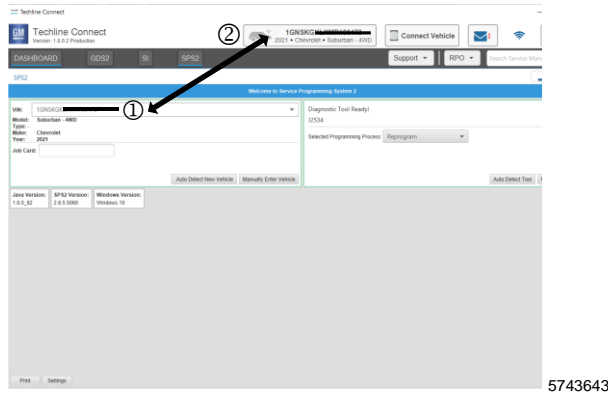 Techline Connect
GM Techline Connect
Version: 1.8.0.2 Production
② 1GNSKG
2021 • Chevrolet • Suburban - 4WD
Connect Vehicle
1
DASHBOARD GDS2 SI SPS2
Support RPO Search Service Man
SPS2
Welcome to Service Programming System 2
VIN: 1GNSKGK ①
Model: Suburban - 4WD
Type: -
Make: Chevrolet
Year: 2021
Job Card:
Auto Detect New Vehicle Manually Enter Vehicle
Diagnostic Tool Ready!
J2534
Selected Programming Process Reprogram
Auto Detect Tool
Java Version: SPS2 Version: Windows Version:
1.8.0_92 2.8.5.5060 Windows 10
Print Settings
5743643